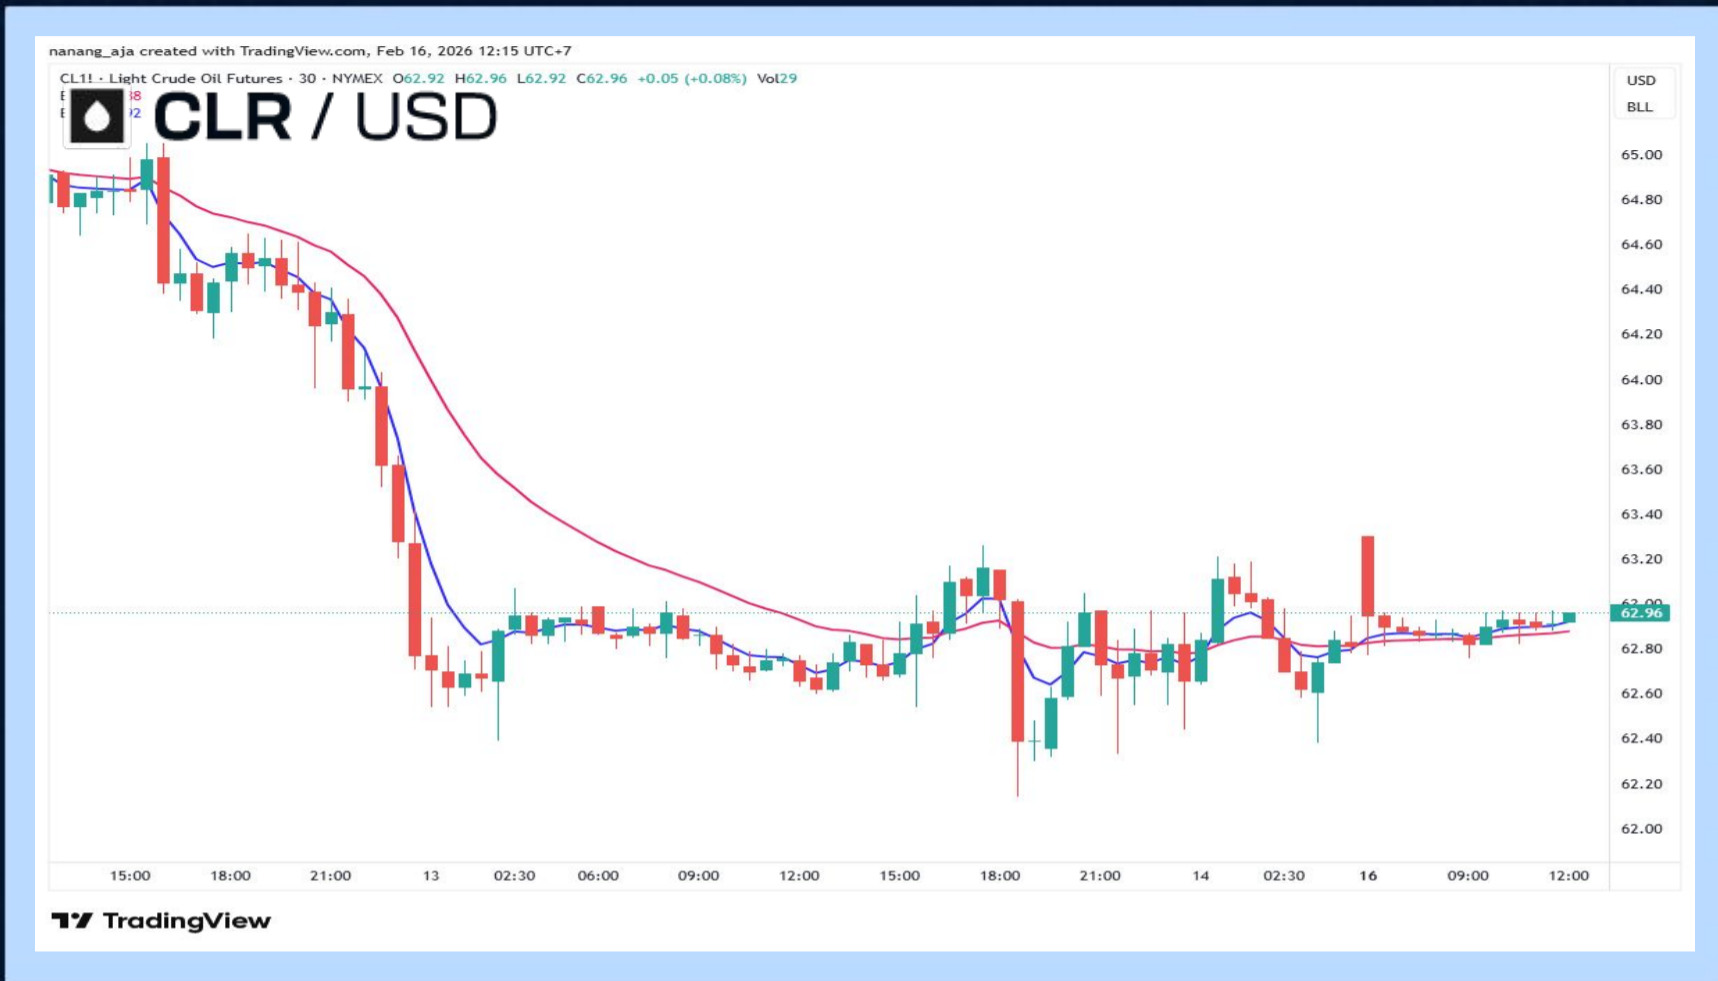 nanang_aja created with TradingView.com, Feb 16, 2026 12:15 UTC+7
CL1! · Light Crude Oil Futures · 30 · NYMEX O62.92 H62.96 L62.92 C62.96 +0.05 (+0.08%) Vol29
CLR / USD
USD
BLL
65.00
64.80
64.60
64.40
64.20
64.00
63.80
63.60
63.40
63.20
62.96
62.80
62.60
62.40
62.20
62.00
15:00 18:00 21:00 13 02:30 06:00 09:00 12:00 15:00 18:00 21:00 14 02:30 16 09:00 12:00
TradingView